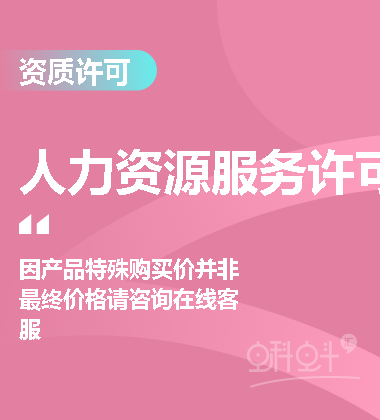 资质许可
人力资源服务许可
因产品特殊购买价并非
最终价格请咨询在线客
服